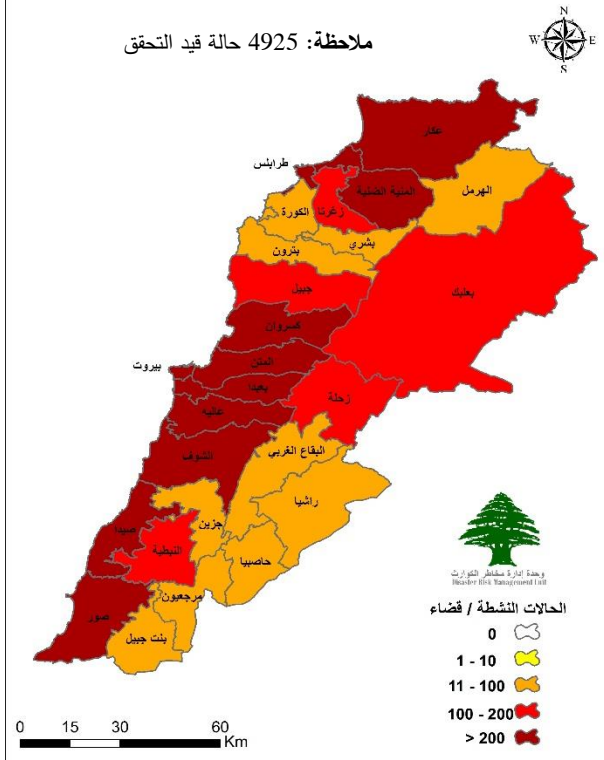 ملاحظة: 4925 حالة قيد التحقق
N
W E
S
عكار
طرابلس
المنية الضنية
الهرمل
زغرتا
الكورة
بشري
بترون
جبيل
بعلبك
كسروان
المتن
بيروت
بعبدا
عاليه
زحلة
الشوف
البقاع الغربي
راشيا
صيدا
جزين
النبطية
حاصبيا
مرجعيون
صور
بنت جبيل
وحدة إدارة مخاطر الكوارث
Disaster Risk Management Unit
الحالات النشطة / قضاء
0
1 - 10
11 - 100
100 - 200
> 200
0 15 30 60
Km